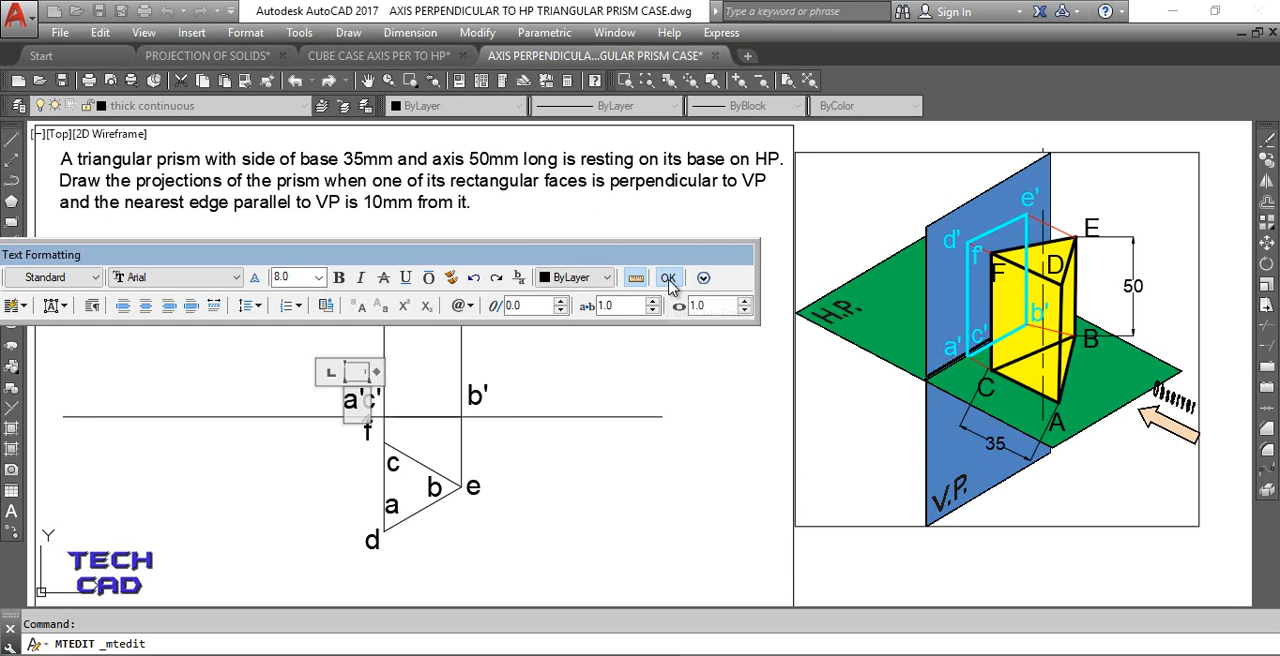 Autodesk AutoCAD 2017 AXIS PERPENDICULAR TO HP TRIANGULAR PRISM CASE.dwg
Type a keyword or phrase
Sign In
File Edit View Insert Format Tools Draw Dimension Modify Parametric Window Help Express
Start
PROJECTION OF SOLIDS*
CUBE CASE AXIS PER TO HP*
AXIS PERPENDICULA...GULAR PRISM CASE*
thick continuous
ByLayer
ByLayer
ByBlock
ByColor
[−][Top][2D Wireframe]
A triangular prism with side of base 35mm and axis 50mm long is resting on its base on HP.
Draw the projections of the prism when one of its rectangular faces is perpendicular to VP
and the nearest edge parallel to VP is 10mm from it.
Text Formatting
Standard
Arial
8.0
B I A U O
ByLayer
OK
0/ 0.0
a•b 1.0
1.0
a'c'
b'
f
c
a
b
e
d
Y
TECH
CAD
e'
d'
f'
E
F
D
50
H.P.
b'
a'
c'
B
C
A
35
V.P.
Command:
MTEDIT _mtedit